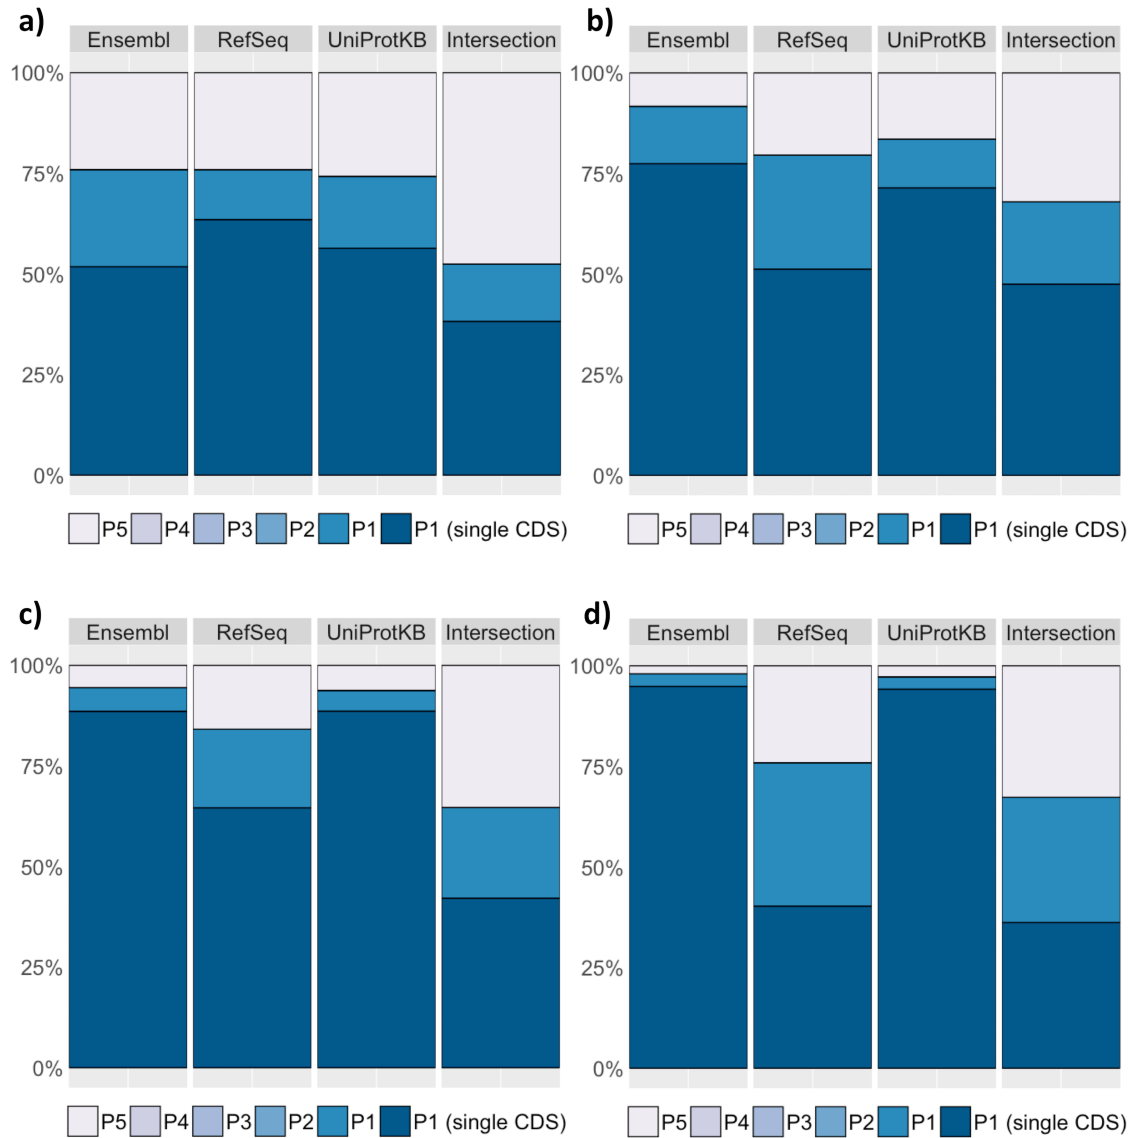 a)
Ensembl RefSeq UniProtKB Intersection
100%
75%
50%
25%
0%
P5 P4 P3 P2 P1 P1 (single CDS)
b)
Ensembl RefSeq UniProtKB Intersection
100%
75%
50%
25%
0%
P5 P4 P3 P2 P1 P1 (single CDS)
c)
Ensembl RefSeq UniProtKB Intersection
100%
75%
50%
25%
0%
P5 P4 P3 P2 P1 P1 (single CDS)
d)
Ensembl RefSeq UniProtKB Intersection
100%
75%
50%
25%
0%
P5 P4 P3 P2 P1 P1 (single CDS)